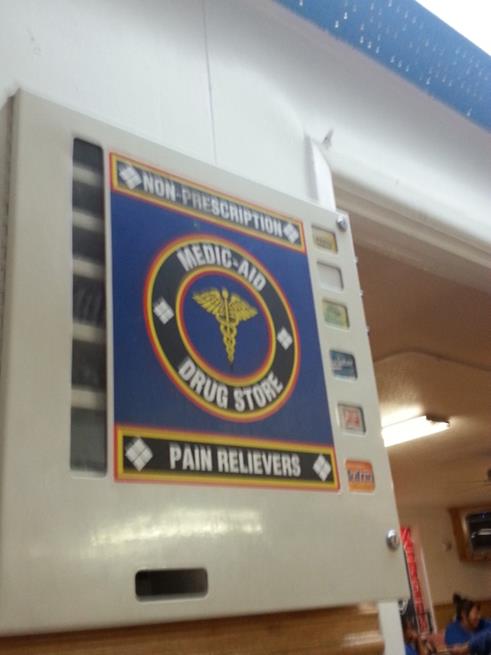 NON-PRESCRIPTION
MEDIC-AID
DRUG STORE
PAIN RELIEVERS